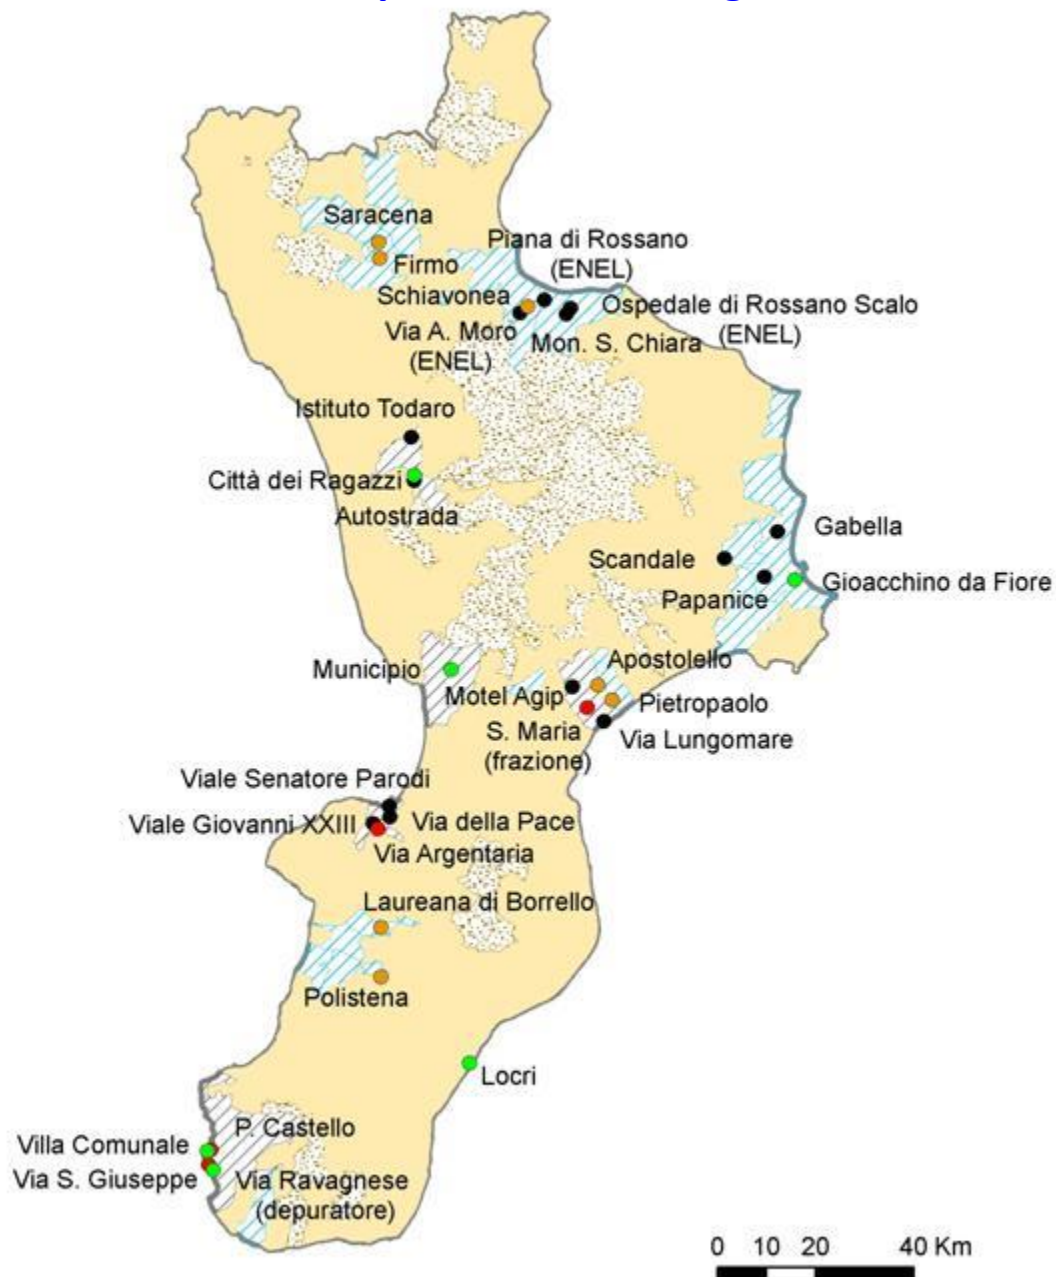 Saracena
Piana di Rossano
(ENEL)
Firmo
Schiavonea
Ospedale di Rossano Scalo
(ENEL)
Via A. Moro
(ENEL)
Mon. S. Chiara
Istituto Todaro
Città dei Ragazzi
Autostrada
Gabella
Scandale
Gioacchino da Fiore
Papanice
Municipio
Apostolello
Motel Agip
Pietropaolo
S. Maria
(frazione)
Via Lungomare
Viale Senatore Parodi
Viale Giovanni XXIII
Via della Pace
Via Argentaria
Laureana di Borrello
Polistena
Locri
P. Castello
Villa Comunale
Via S. Giuseppe
Via Ravagnese
(depuratore)
0 10 20 40 Km